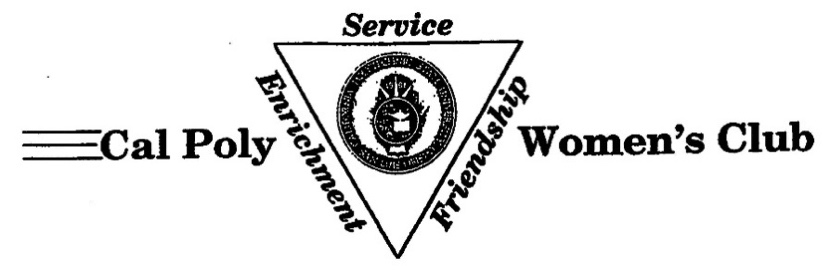 Service
Enrichment
Friendship
Cal Poly
Women's Club